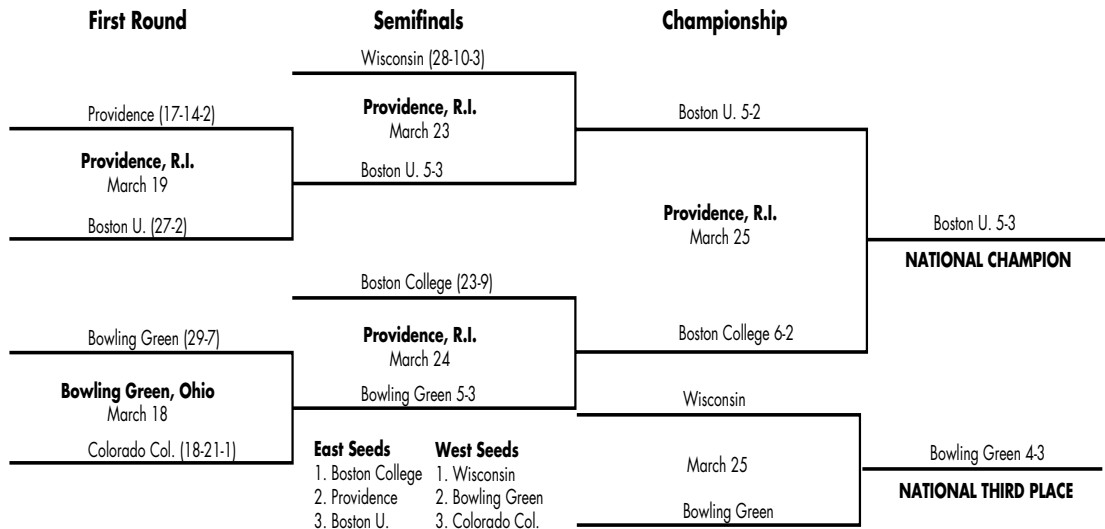 First Round
Semifinals
Championship
Wisconsin (28-10-3)
Providence (17-14-2)
Providence, R.I.
March 23
Boston U. 5-2
Providence, R.I.
March 19
Boston U. 5-3
Boston U. (27-2)
Providence, R.I.
March 25
Boston U. 5-3
NATIONAL CHAMPION
Boston College (23-9)
Bowling Green (29-7)
Providence, R.I.
March 24
Boston College 6-2
Bowling Green, Ohio
March 18
Bowling Green 5-3
Wisconsin
Colorado Col. (18-21-1)
East Seeds
1. Boston College
2. Providence
3. Boston U.
West Seeds
1. Wisconsin
2. Bowling Green
3. Colorado Col.
March 25
Bowling Green
Bowling Green 4-3
NATIONAL THIRD PLACE